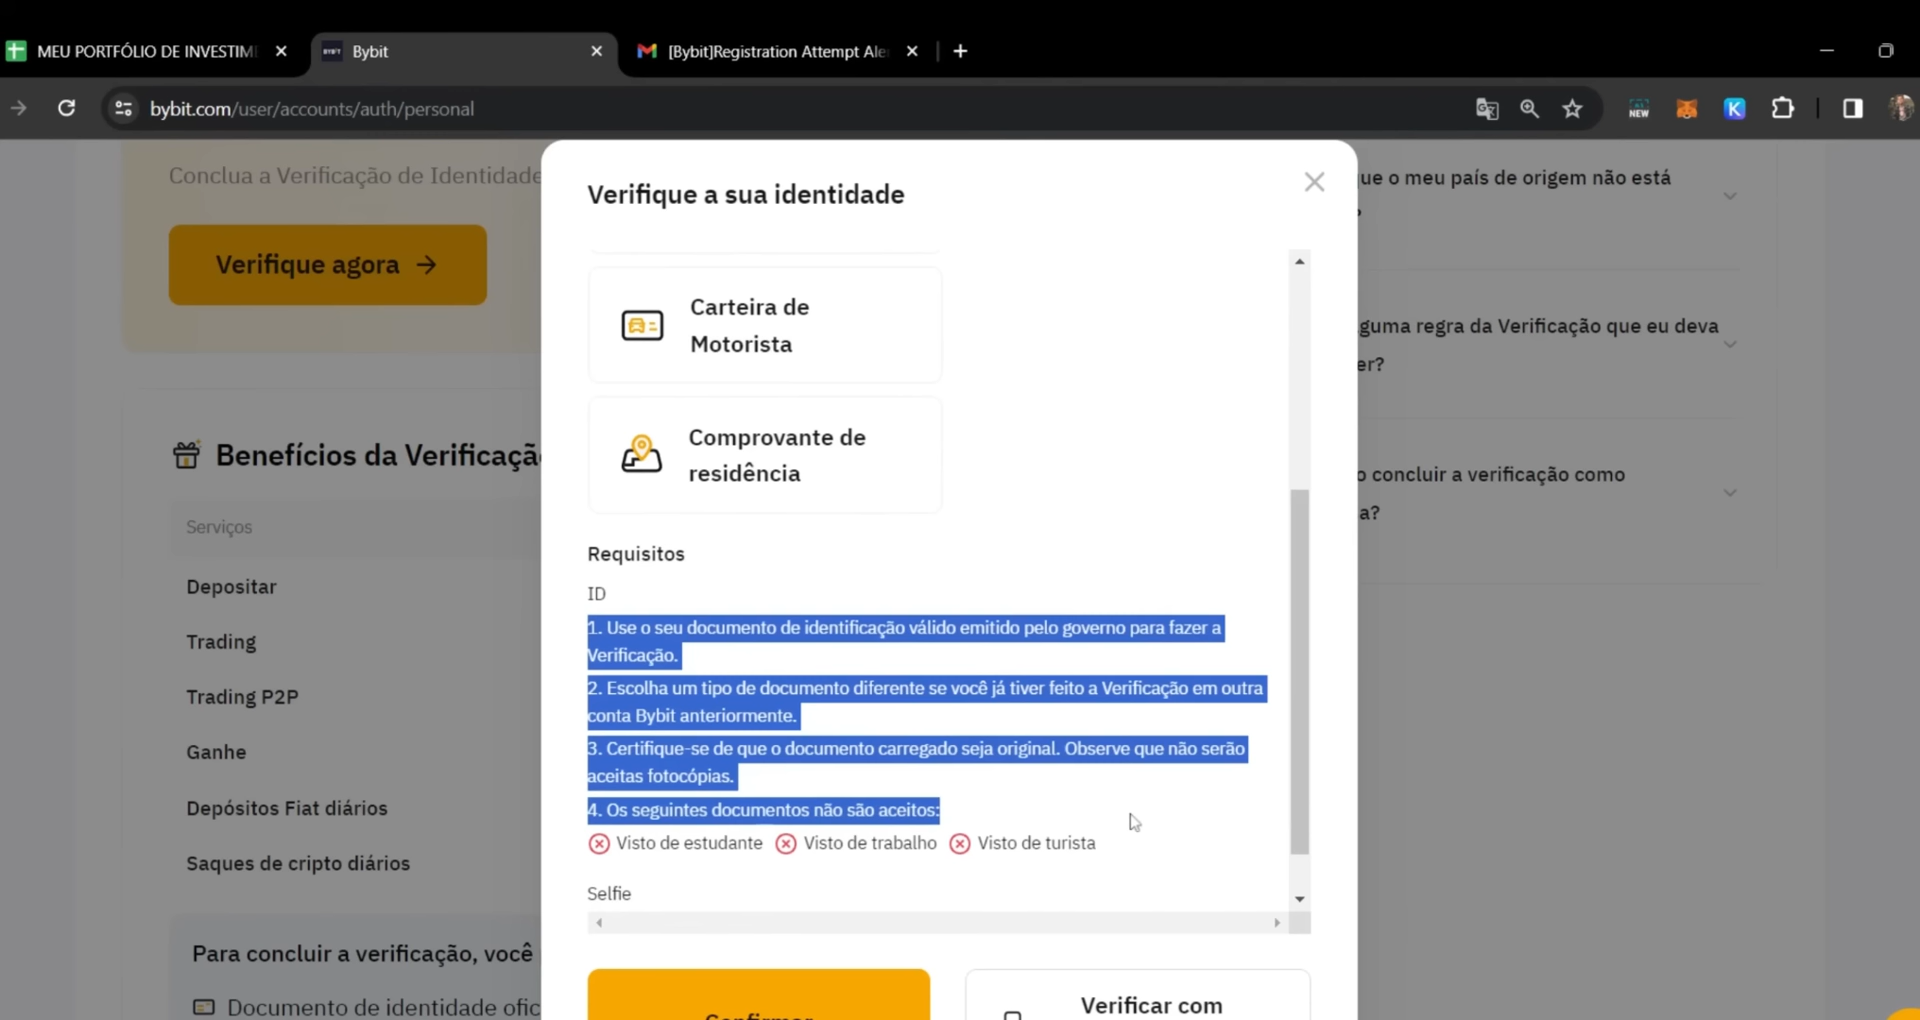 MEU PORTFÓLIO DE INVESTIM
Bybit
[Bybit]Registration Attempt Ale
bybit.com/user/accounts/auth/personal
NEW
K
Conclua a Verificação de Identidade
Verifique agora →
Benefícios da Verificaçã
Serviços
Depositar
Trading
Trading P2P
Ganhe
Depósitos Fiat diários
Saques de cripto diários
Para concluir a verificação, você
Documento de identidade ofic
Verifique a sua identidade
Carteira de
Motorista
Comprovante de
residência
Requisitos
ID
1. Use o seu documento de identificação válido emitido pelo governo para fazer a
Verificação.
2. Escolha um tipo de documento diferente se você já tiver feito a Verificação em outra
conta Bybit anteriormente.
3. Certifique-se de que o documento carregado seja original. Observe que não serão
aceitas fotocópias.
4. Os seguintes documentos não são aceitos:
Visto de estudante Visto de trabalho Visto de turista
Selfie
Confirmar
Verificar com
ue o meu país de origem não está
?
guma regra da Verificação que eu deva
er?
o concluir a verificação como
a?